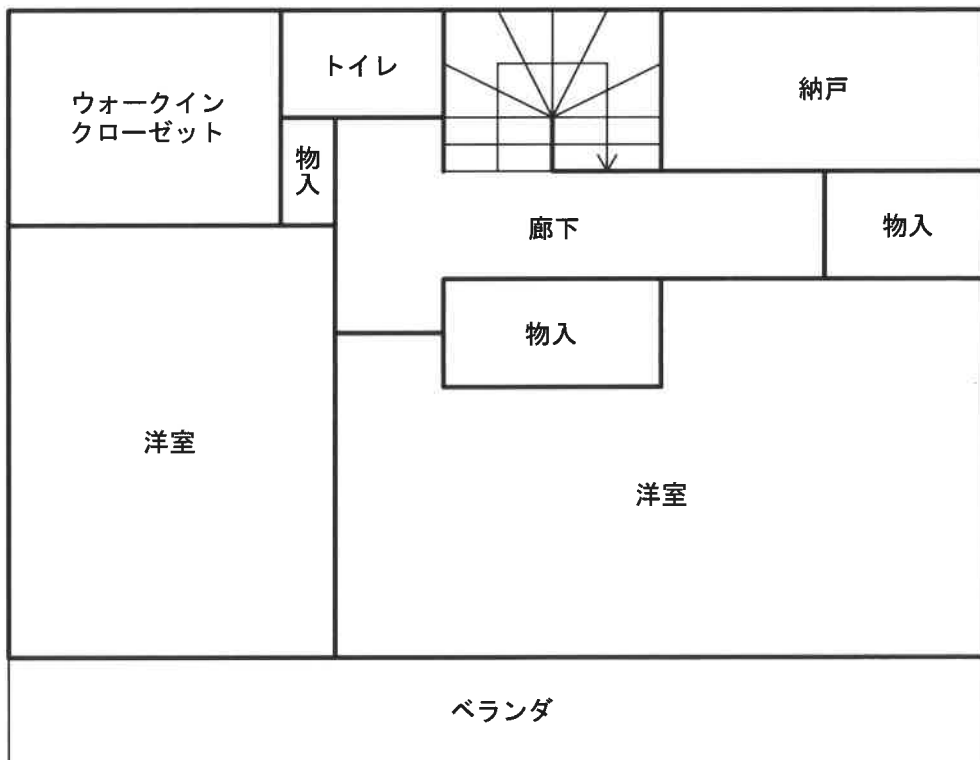 トイレ
納戸
ウォークイン
クローゼット
物入
廊下
物入
物入
洋室
洋室
ベランダ